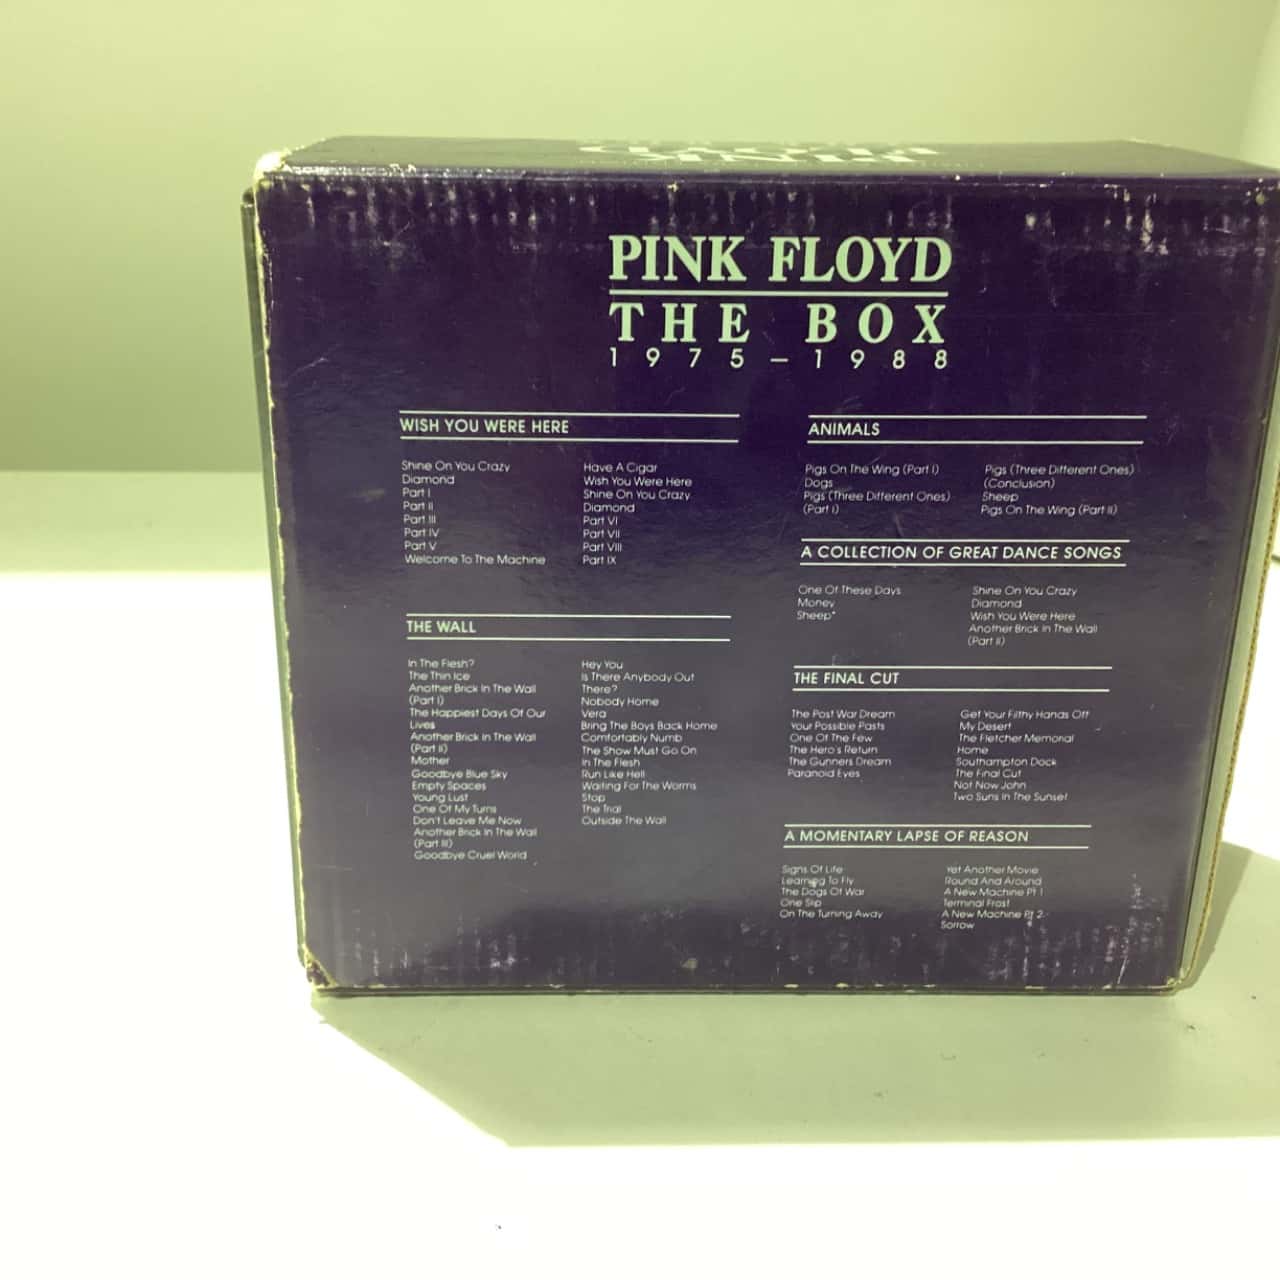 PINK FLOYD
THE BOX
1975-1988
WISH YOU WERE HERE
Shine On You Crazy
Diamond
Part I
Part II
Part III
Part IV
Part V
Welcome To The Machine
Have A Cigar
Wish You Were Here
Shine On You Crazy
Diamond
Part VI
Part VII
Part VIII
Part IX
THE WALL
In The Flesh?
The Thin Ice
Another Brick In The Wall
(Part I)
The Happiest Days Of Our
Lives
Another Brick In The Wall
(Part II)
Mother
Goodbye Blue Sky
Empty Spaces
Young Lust
One Of My Turns
Don't Leave Me Now
Another Brick In The Wall
(Part III)
Goodbye Cruel World
Hey You
Is There Anybody Out
There?
Nobody Home
Vera
Bring The Boys Back Home
Comfortably Numb
The Show Must Go On
In The Flesh
Run Like Hell
Waiting For The Worms
Stop
The Trial
Outside The Wall
ANIMALS
Pigs On The Wing (Part I)
Dogs
Pigs (Three Different Ones)
(Part I)
Pigs (Three Different Ones)
(Conclusion)
Sheep
Pigs On The Wing (Part II)
A COLLECTION OF GREAT DANCE SONGS
One Of These Days
Money
Sheep*
Shine On You Crazy
Diamond
Wish You Were Here
Another Brick In The Wall
(Part II)
THE FINAL CUT
The Post War Dream
Your Possible Pasts
One Of The Few
The Hero's Return
The Gunners Dream
Paranoid Eyes
Get Your Filthy Hands Off
My Desert
The Fletcher Memorial
Home
Southampton Dock
The Final Cut
Not Now John
Two Suns In The Sunset
A MOMENTARY LAPSE OF REASON
Signs Of Life
Learning To Fly
The Dogs Of War
One Slip
On The Turning Away
Yet Another Movie
Round And Around
A New Machine Pt 1
Terminal Frost
A New Machine Pt 2
Sorrow